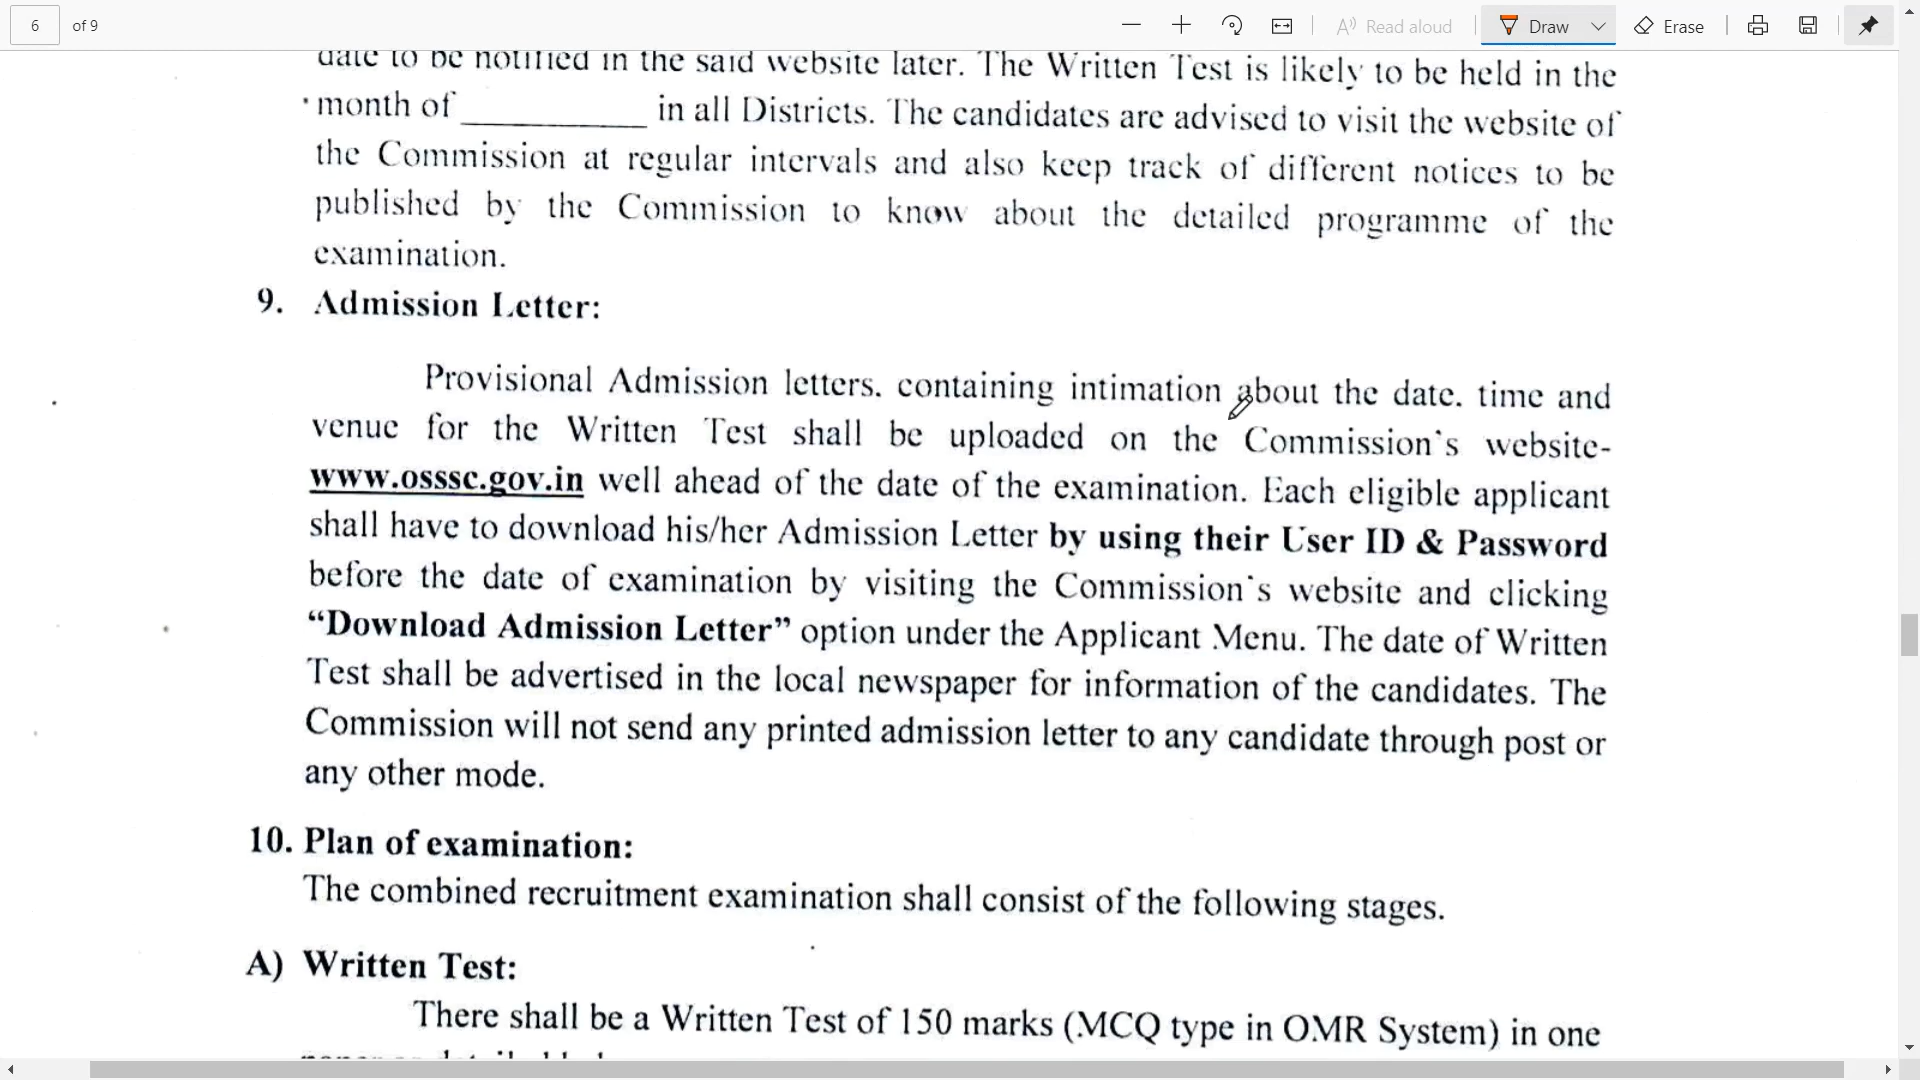 6 of 9 Read aloud Draw Erase
date to be notified in the said website later. The Written Test is likely to be held in the
month of __________ in all Districts. The candidates are advised to visit the website of
the Commission at regular intervals and also keep track of different notices to be
published by the Commission to know about the detailed programme of the
examination.
9. Admission Letter:
Provisional Admission letters. containing intimation about the date. time and
venue for the Written Test shall be uploaded on the Commission's website-
www.osssc.gov.in well ahead of the date of the examination. Each eligible applicant
shall have to download his/her Admission Letter by using their User ID & Password
before the date of examination by visiting the Commission's website and clicking
“Download Admission Letter” option under the Applicant Menu. The date of Written
Test shall be advertised in the local newspaper for information of the candidates. The
Commission will not send any printed admission letter to any candidate through post or
any other mode.
10. Plan of examination:
The combined recruitment examination shall consist of the following stages.
A) Written Test:
There shall be a Written Test of 150 marks (MCQ type in OMR System) in one